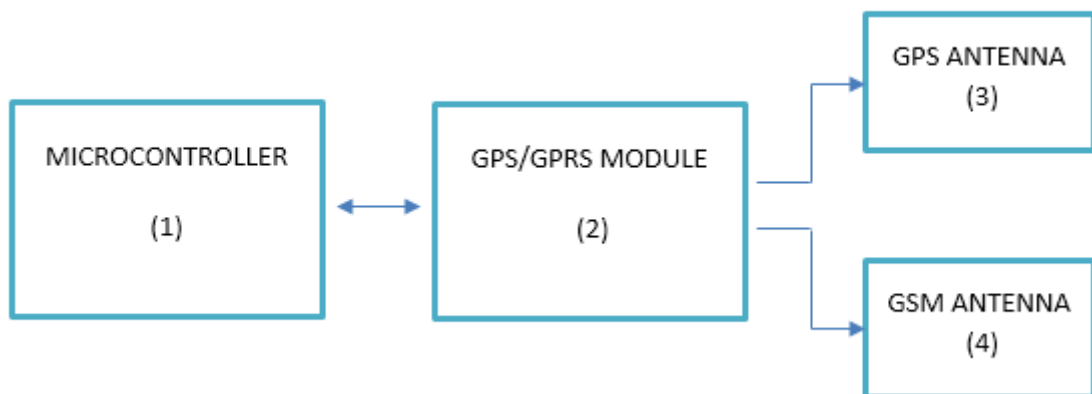 MICROCONTROLLER
(1)
GPS/GPRS MODULE
(2)
GPS ANTENNA
(3)
GSM ANTENNA
(4)